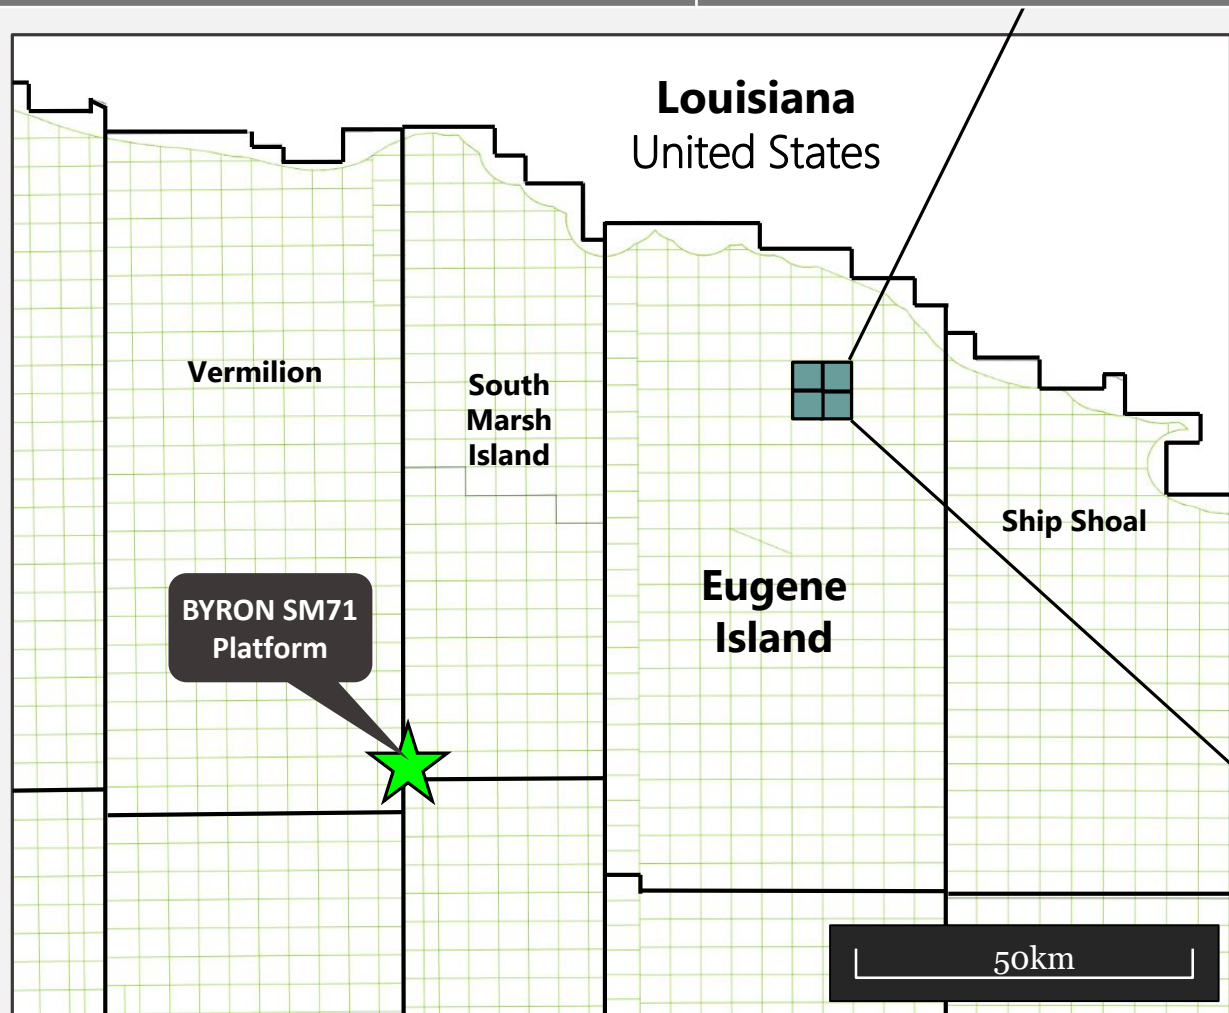 Louisiana
United States
Vermilion
South
Marsh
Island
Ship Shoal
Eugene
Island
BYRON SM71
Platform
50km